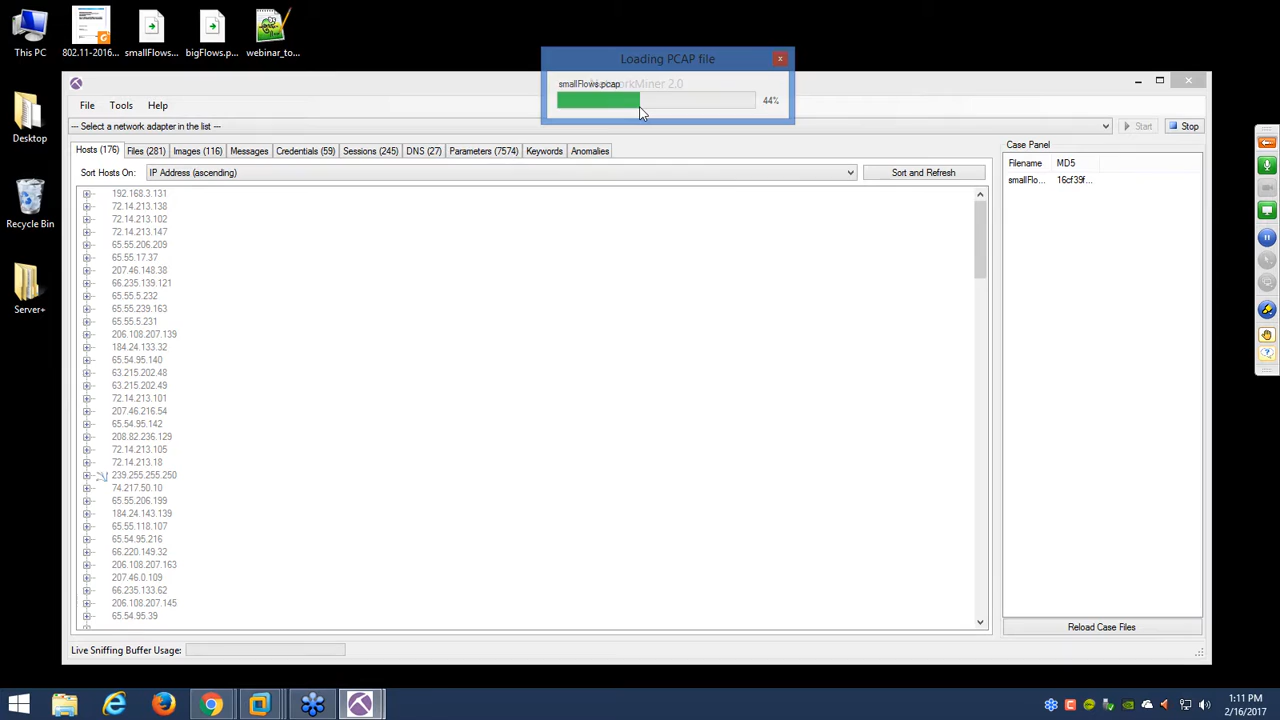 This PC
802.11-2016...
smallFlows...
bigFlows.p...
webinar_to...
Desktop
Recycle Bin
Server+
Loading PCAP file
x
smallFlows.pcap
NetworkMiner 2.0
44%
File Tools Help
--- Select a network adapter in the list ---
Start
Stop
Hosts (176) Files (281) Images (116) Messages Credentials (59) Sessions (245) DNS (27) Parameters (7574) Keywords Anomalies
Sort Hosts On: IP Address (ascending) Sort and Refresh
192.168.3.131
72.14.213.138
72.14.213.102
72.14.213.147
65.55.206.209
65.55.17.37
207.46.148.38
66.235.139.121
65.55.5.232
65.55.239.163
65.55.5.231
206.108.207.139
184.24.133.32
65.54.95.140
63.215.202.48
63.215.202.49
72.14.213.101
207.46.216.54
65.54.95.142
208.82.236.129
72.14.213.105
72.14.213.18
239.255.255.250
74.217.50.10
65.55.206.199
184.24.143.139
65.55.118.107
65.54.95.216
66.220.149.32
206.108.207.163
207.46.0.109
66.235.133.62
206.108.207.145
65.54.95.39
Case Panel
Filename MD5
smallFlo... 16cf39f...
Reload Case Files
Live Sniffing Buffer Usage:
1:11 PM
2/16/2017